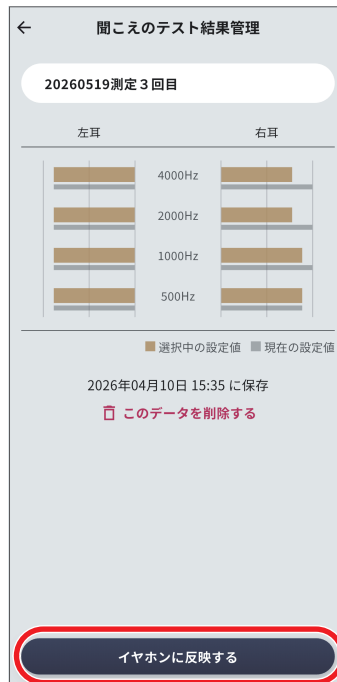 聞こえのテスト結果管理
20260519測定３回目
左耳 右耳
4000Hz
2000Hz
1000Hz
500Hz
選択中の設定値 現在の設定値
2026年04月10日 15:35 に保存
このデータを削除する
イヤホンに反映する